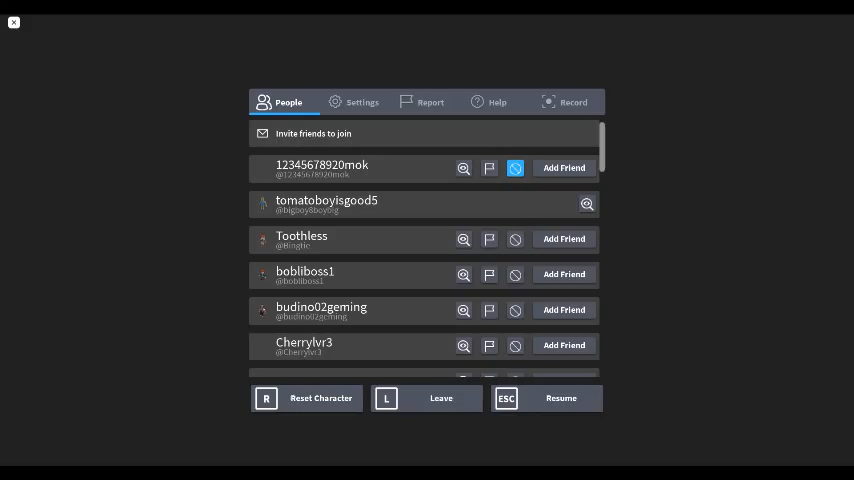 People
Settings
Report
Help
Record
Invite friends to join
12345678920mok
@12345678920mok
Add Friend
tomatoboyisgood5
Toothless
@Bingtie
Add Friend
bobliboss1
@bobliboss1
Add Friend
budino02geming
@budino02geming
Add Friend
Cherrylvr3
@Cherrylvr3
Add Friend
R Reset Character
L Leave
ESC Resume